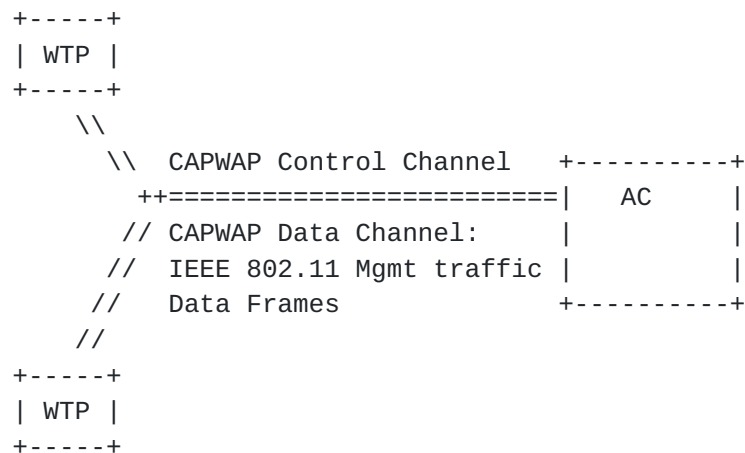 WTP
CAPWAP Control Channel
AC
CAPWAP Data Channel:
IEEE 802.11 Mgmt traffic
Data Frames
WTP